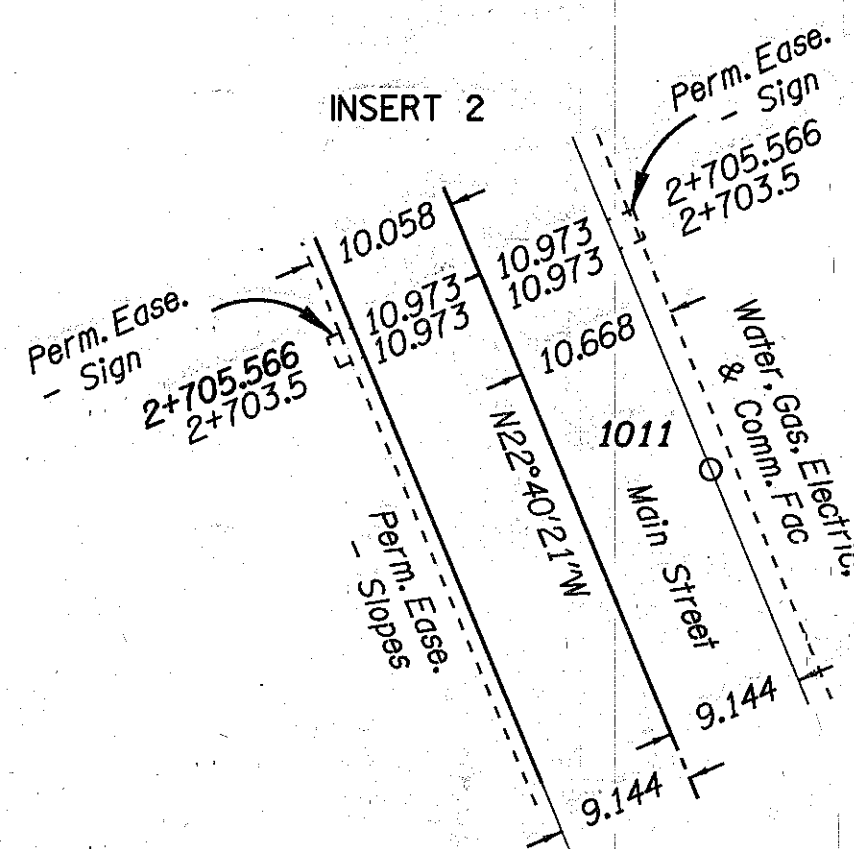 INSERT 2
Perm. Ease.
- Sign
2+705.566
2+703.5
10.058
10.973
10.973
10.973
10.973
Perm. Ease.
- Sign
2+705.566
2+703.5
10.668
Water, Gas, Electric,
& Comm. Fac
1011
N22°40'21"W
Main Street
Perm. Ease.
- Slopes
9.144
9.144